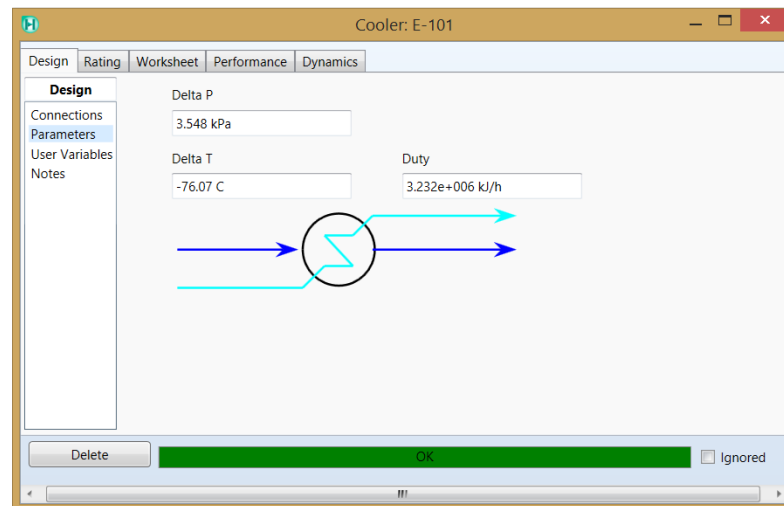 Cooler: E-101
Design Rating Worksheet Performance Dynamics
Design
Connections
Parameters
User Variables
Notes
Delta P
3.548 kPa
Delta T
Duty
-76.07 C
3.232e+006 kJ/h
Delete
OK
Ignored